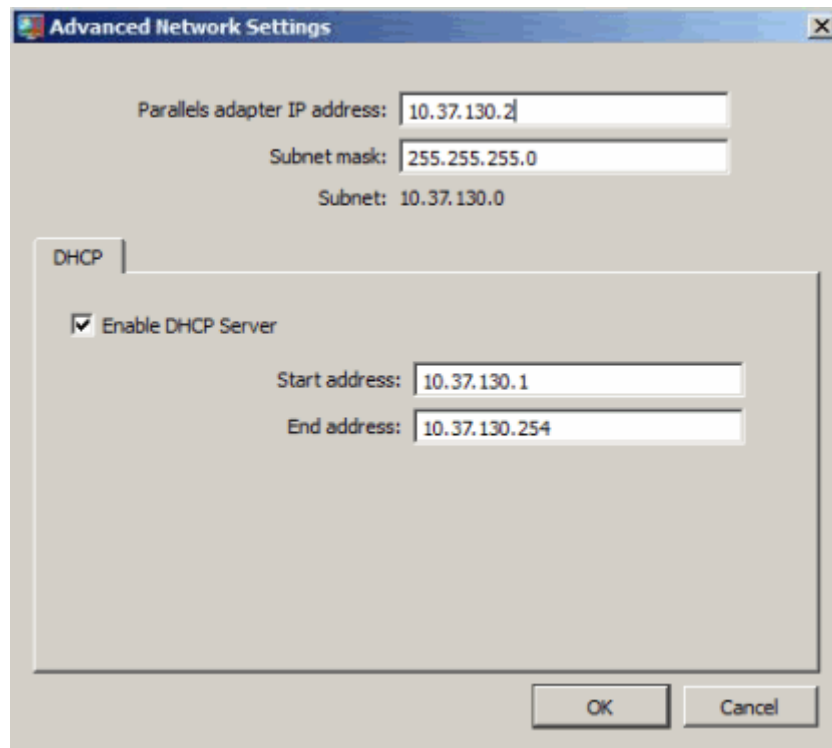 Advanced Network Settings
Parallels adapter IP address: 10.37.130.2
Subnet mask: 255.255.255.0
Subnet: 10.37.130.0
DHCP
Enable DHCP Server
Start address: 10.37.130.1
End address: 10.37.130.254
OK Cancel